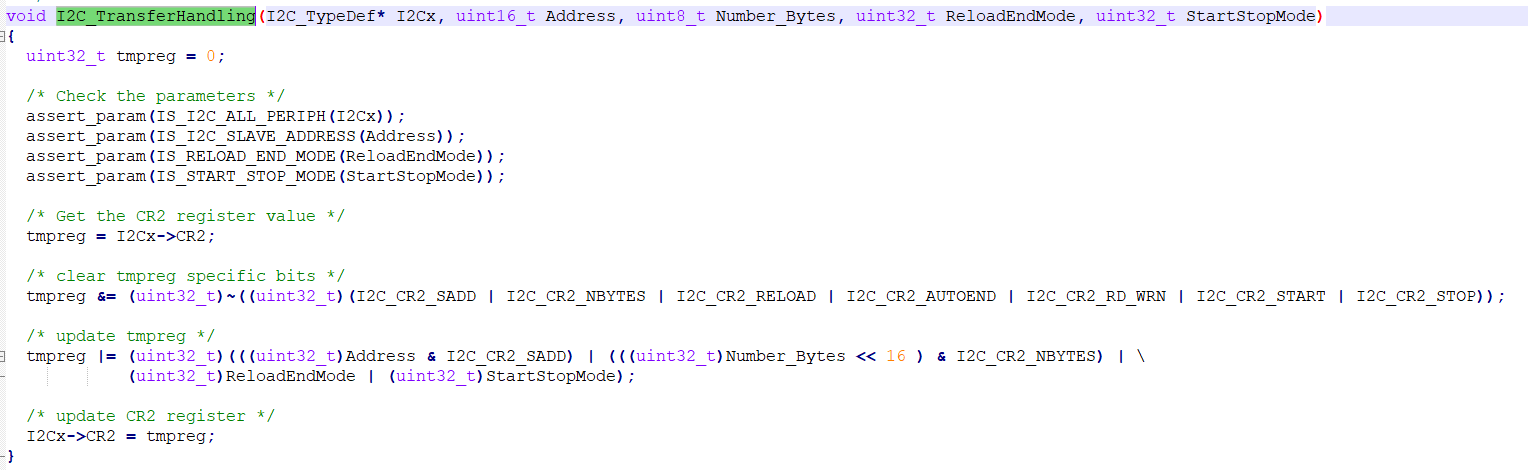 void I2C_TransferHandling(I2C_TypeDef* I2Cx, uint16_t Address, uint8_t Number_Bytes, uint32_t ReloadEndMode, uint32_t StartStopMode)
{
  uint32_t tmpreg = 0;
  /* Check the parameters */
  assert_param(IS_I2C_ALL_PERIPH(I2Cx));
  assert_param(IS_I2C_SLAVE_ADDRESS(Address));
  assert_param(IS_RELOAD_END_MODE(ReloadEndMode));
  assert_param(IS_START_STOP_MODE(StartStopMode));
  /* Get the CR2 register value */
  tmpreg = I2Cx->CR2;
  /* clear tmpreg specific bits */
  tmpreg &= (uint32_t)~((uint32_t)(I2C_CR2_SADD | I2C_CR2_NBYTES | I2C_CR2_RELOAD | I2C_CR2_AUTOEND | I2C_CR2_RD_WRN | I2C_CR2_START | I2C_CR2_STOP));
  /* update tmpreg */
  tmpreg |= (uint32_t)(((uint32_t)Address & I2C_CR2_SADD) | (((uint32_t)Number_Bytes << 16 ) & I2C_CR2_NBYTES) | \
            (uint32_t)ReloadEndMode | (uint32_t)StartStopMode);
  /* update CR2 register */
  I2Cx->CR2 = tmpreg;
}